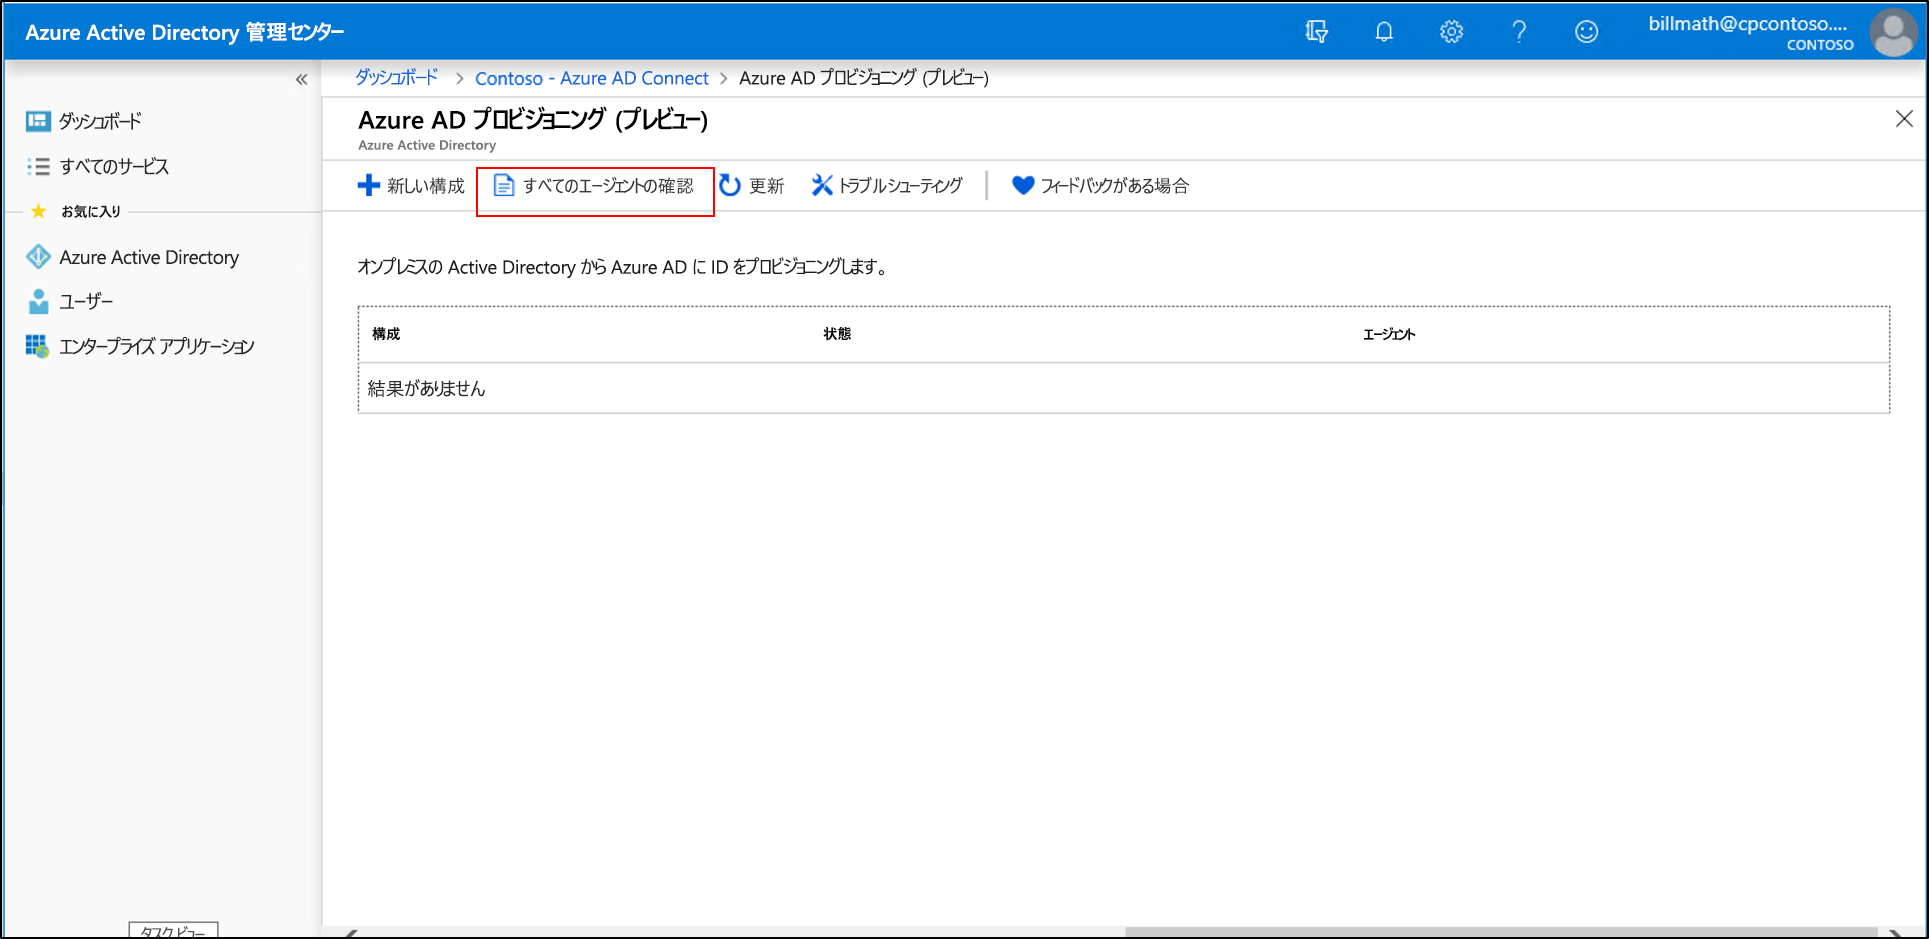 Azure Active Directory 管理センター
billmath@cpcontoso....
CONTOSO
ダッシュボード > Contoso - Azure AD Connect > Azure AD プロビジョニング (プレビュー)
Azure AD プロビジョニング (プレビュー)
Azure Active Directory
新しい構成 すべてのエージェントの確認 更新 トラブルシューティング フィードバックがある場合
ダッシュボード
すべてのサービス
お気に入り
Azure Active Directory
ユーザー
エンタープライズ アプリケーション
オンプレミスの Active Directory から Azure AD に ID をプロビジョニングします。
構成 状態 エージェント
結果がありません
タスク ビュー